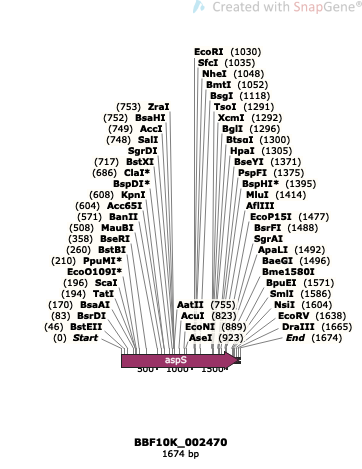 Created with SnapGene®
EcoRI (1030)
SfcI (1035)
NheI (1048)
BmtI (1052)
BsgI (1118)
(753) ZraI TsoI (1291)
(752) BsaHI XcmI (1292)
(749) AccI BglI (1296)
(748) SalI BtsαI (1300)
SgrDI HpaI (1305)
(717) BstXI BseYI (1371)
(686) ClaI* PspFI (1375)
BspDI* BspHI* (1395)
(608) KpnI MluI (1414)
(604) Acc65I AflIII
(571) BanII EcoP15I (1477)
(508) MauBI BsrFI (1488)
(358) BseRI SgrAI
(260) BstBI ApaLI (1492)
(210) PpuMI* BaeGI (1496)
EcoO109I* Bme1580I
(196) ScaI BpuEI (1571)
(194) TatI SmlI (1586)
(170) BsaAI AatII (755) NsiI (1604)
(83) BsrDI AcuI (823) EcoRV (1638)
(46) BstEII EcoNI (889) DraIII (1665)
(0) Start AseI (923) End (1674)
aspS
500 1000 1500
BBF10K_002470
1674 bp